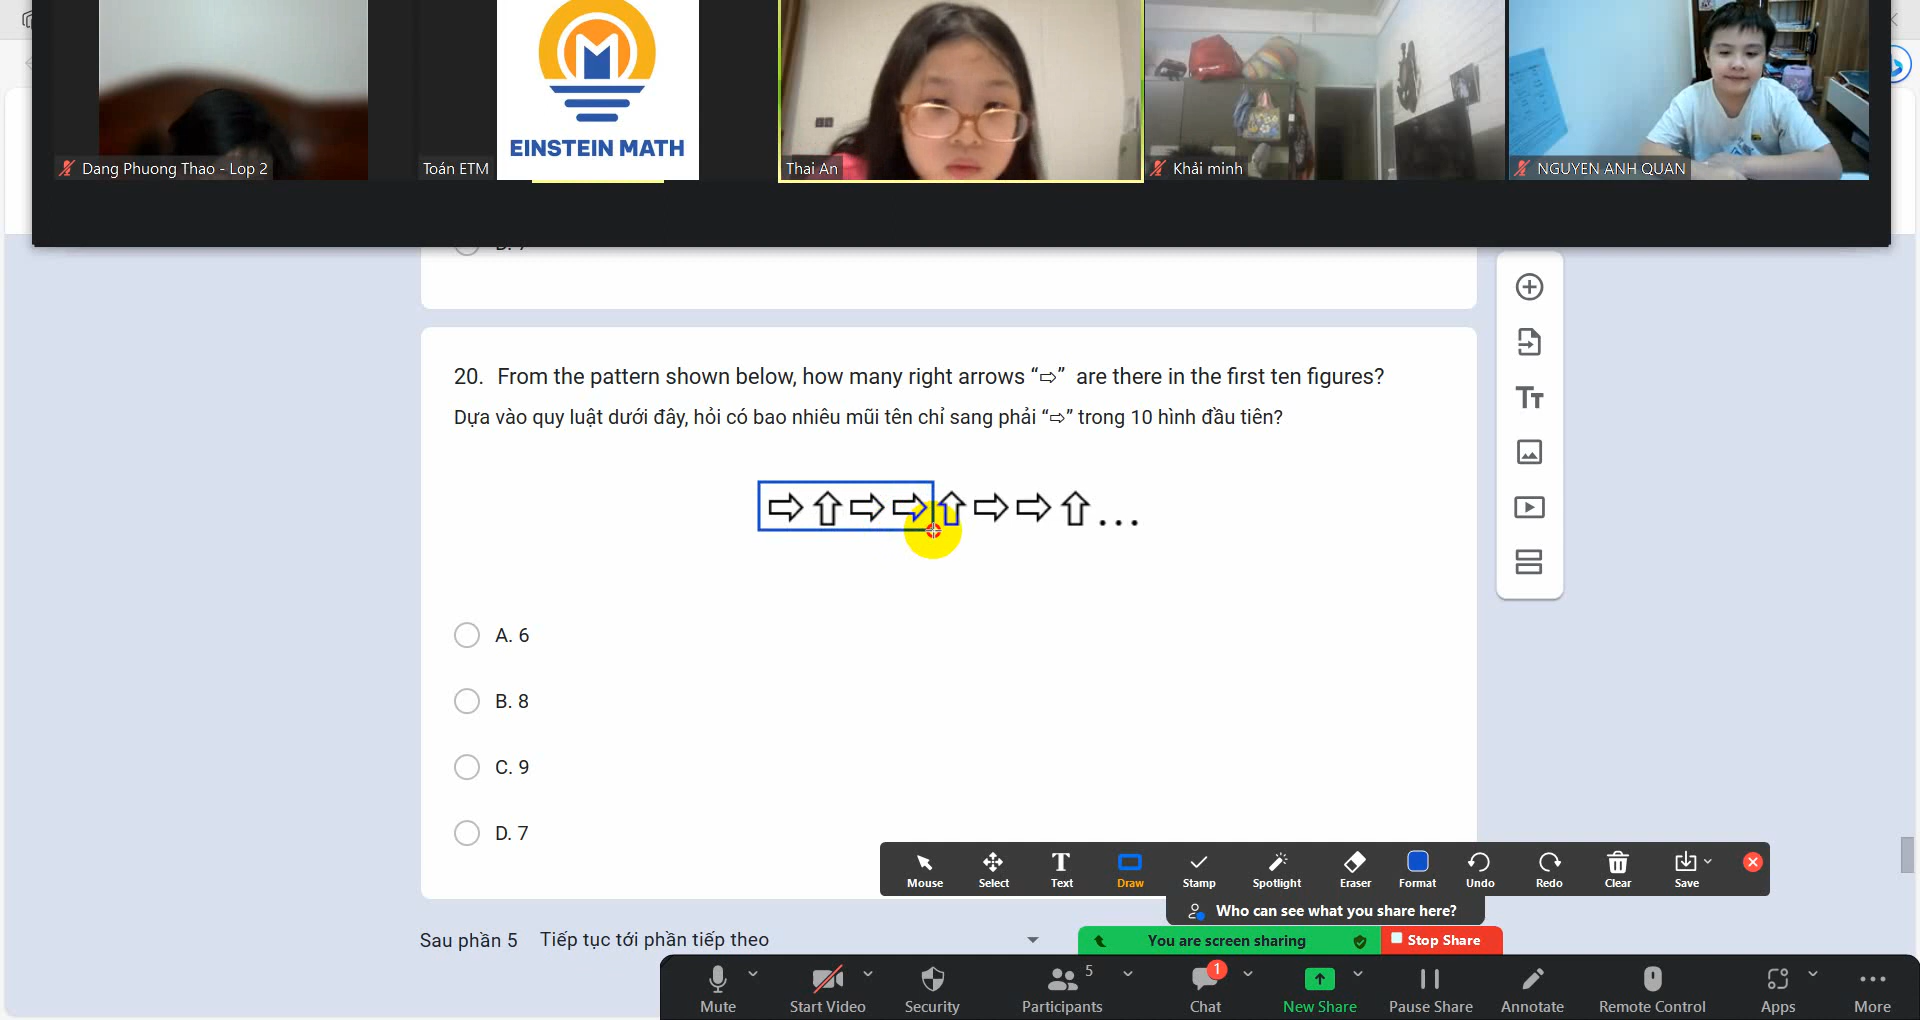 Dang Phuong Thao - Lop 2
Toán ETM
EINSTEIN MATH
Thai An
Khải minh
NGUYEN ANH QUAN
20. From the pattern shown below, how many right arrows “⇨” are there in the first ten figures?
Dựa vào quy luật dưới đây, hỏi có bao nhiêu mũi tên chỉ sang phải “⇨” trong 10 hình đầu tiên?
⇨⇧⇨⇨⇧⇨⇨⇧...
A. 6
B. 8
C. 9
D. 7
Mouse Select Text Draw Stamp Spotlight Eraser Format Undo Redo Clear Save
Who can see what you share here?
Sau phần 5 Tiếp tục tới phần tiếp theo
You are screen sharing Stop Share
Mute Start Video Security Participants 5 Chat 1 New Share Pause Share Annotate Remote Control Apps More